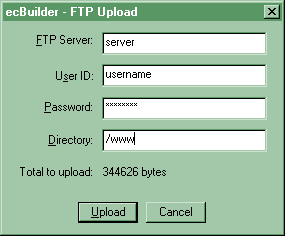 ecBuilder - FTP Upload
FTP Server: server
User ID: username
Password: xxxxxxxx
Directory: /www
Total to upload: 344626 bytes
Upload Cancel